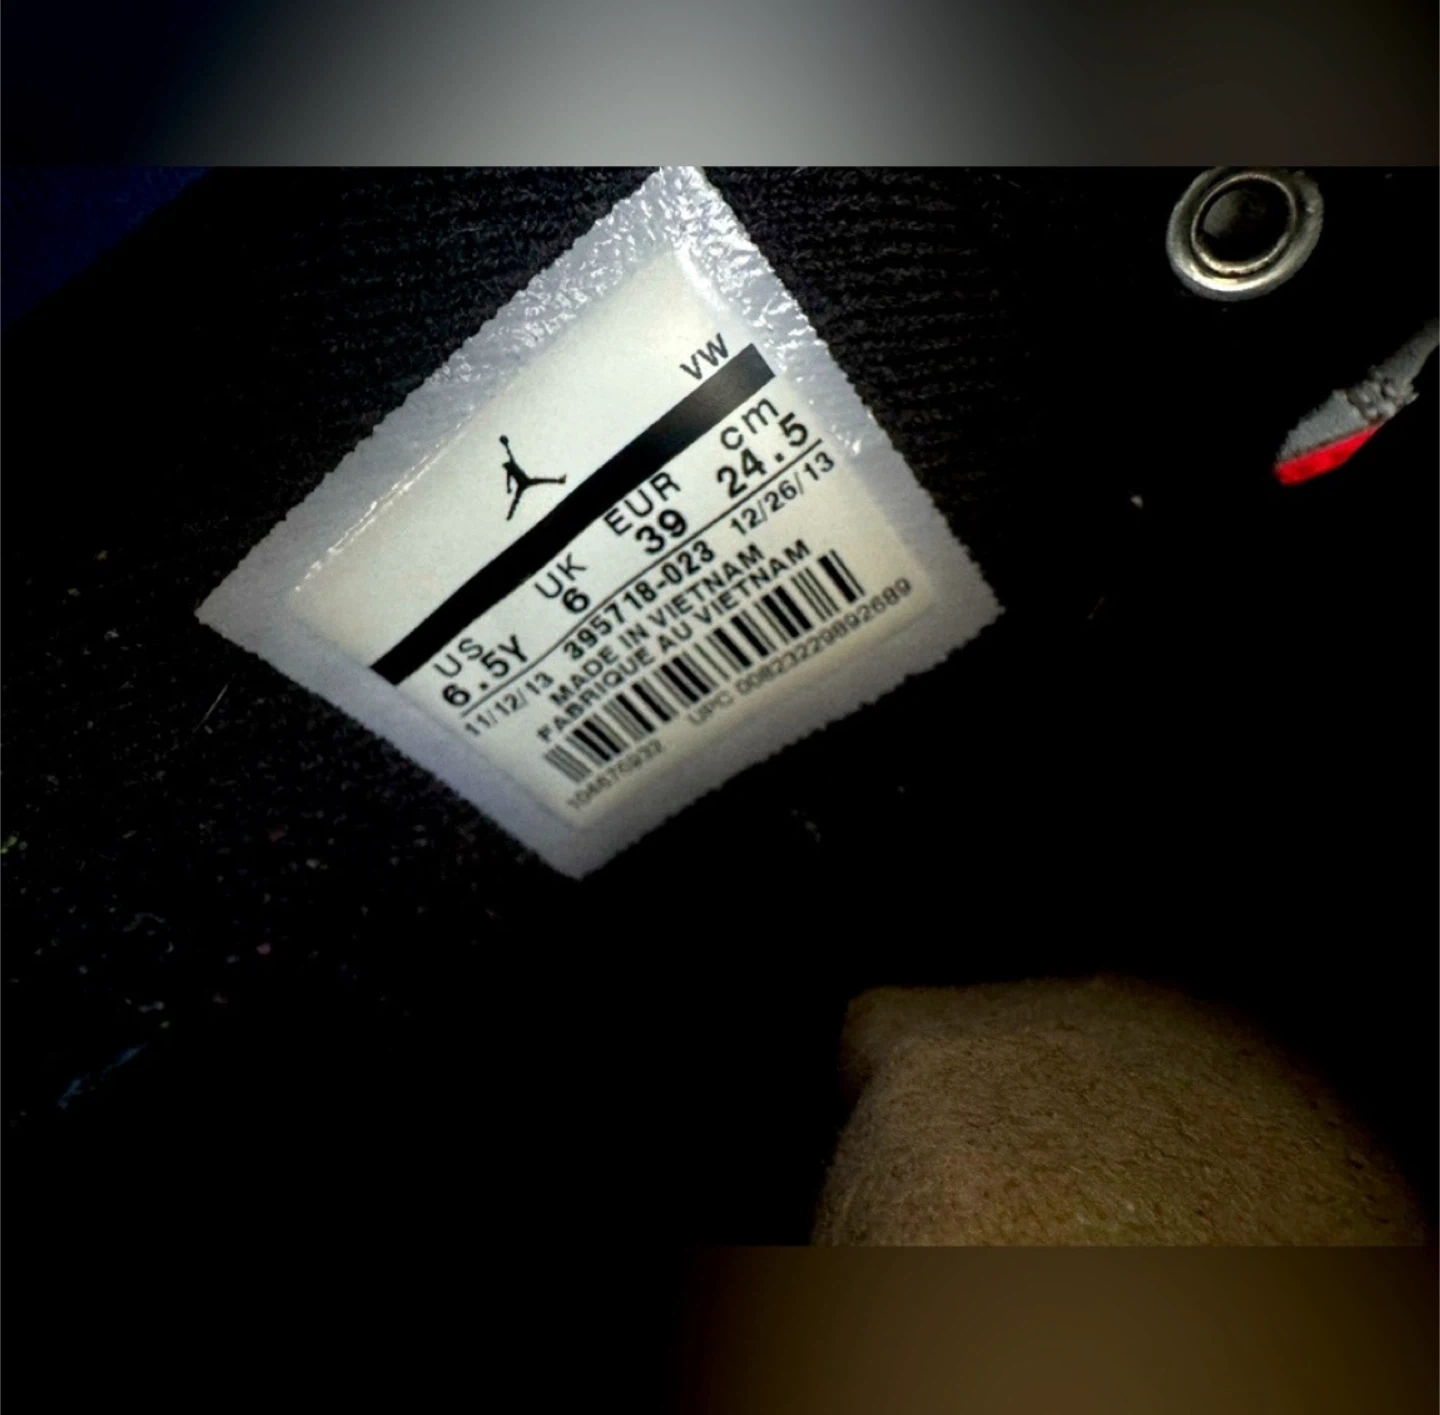 VW
US UK EUR cm
6.5Y 6 39 24.5
11/12/13 395718-023 12/26/13
MADE IN VIETNAM
FABRIQUE AU VIETNAM
UPC 00823229892689